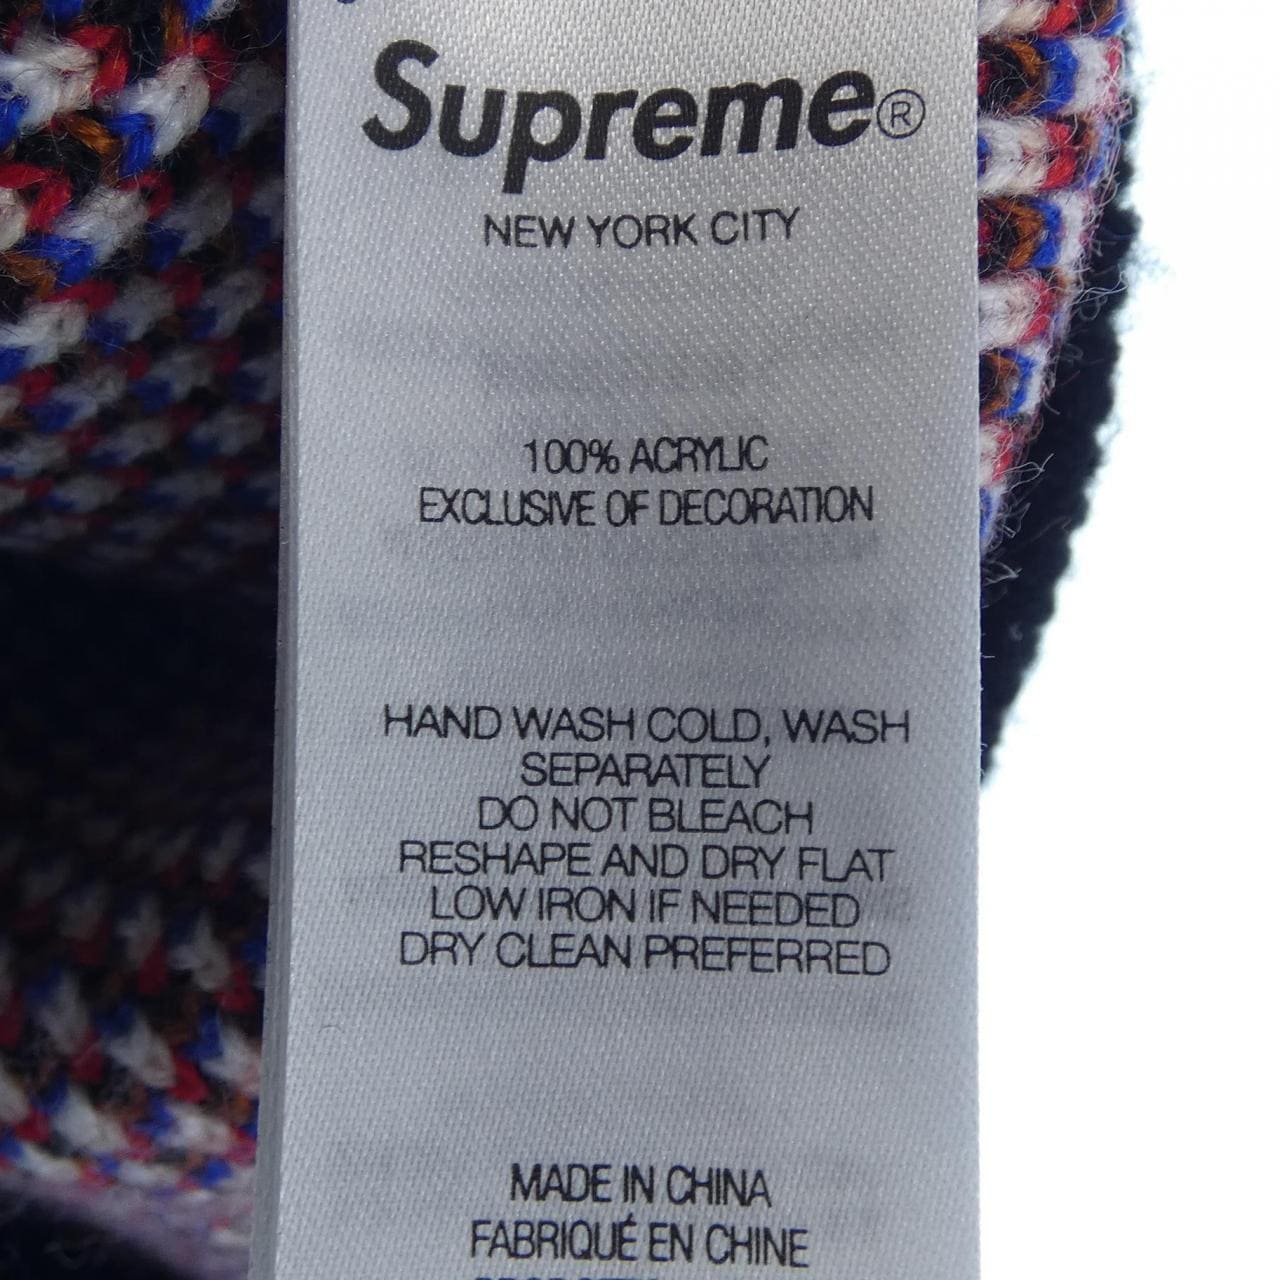 Supreme®
NEW YORK CITY
100% ACRYLIC
EXCLUSIVE OF DECORATION
HAND WASH COLD, WASH
SEPARATELY
DO NOT BLEACH
RESHAPE AND DRY FLAT
LOW IRON IF NEEDED
DRY CLEAN PREFERRED
MADE IN CHINA
FABRIQUÉ EN CHINE